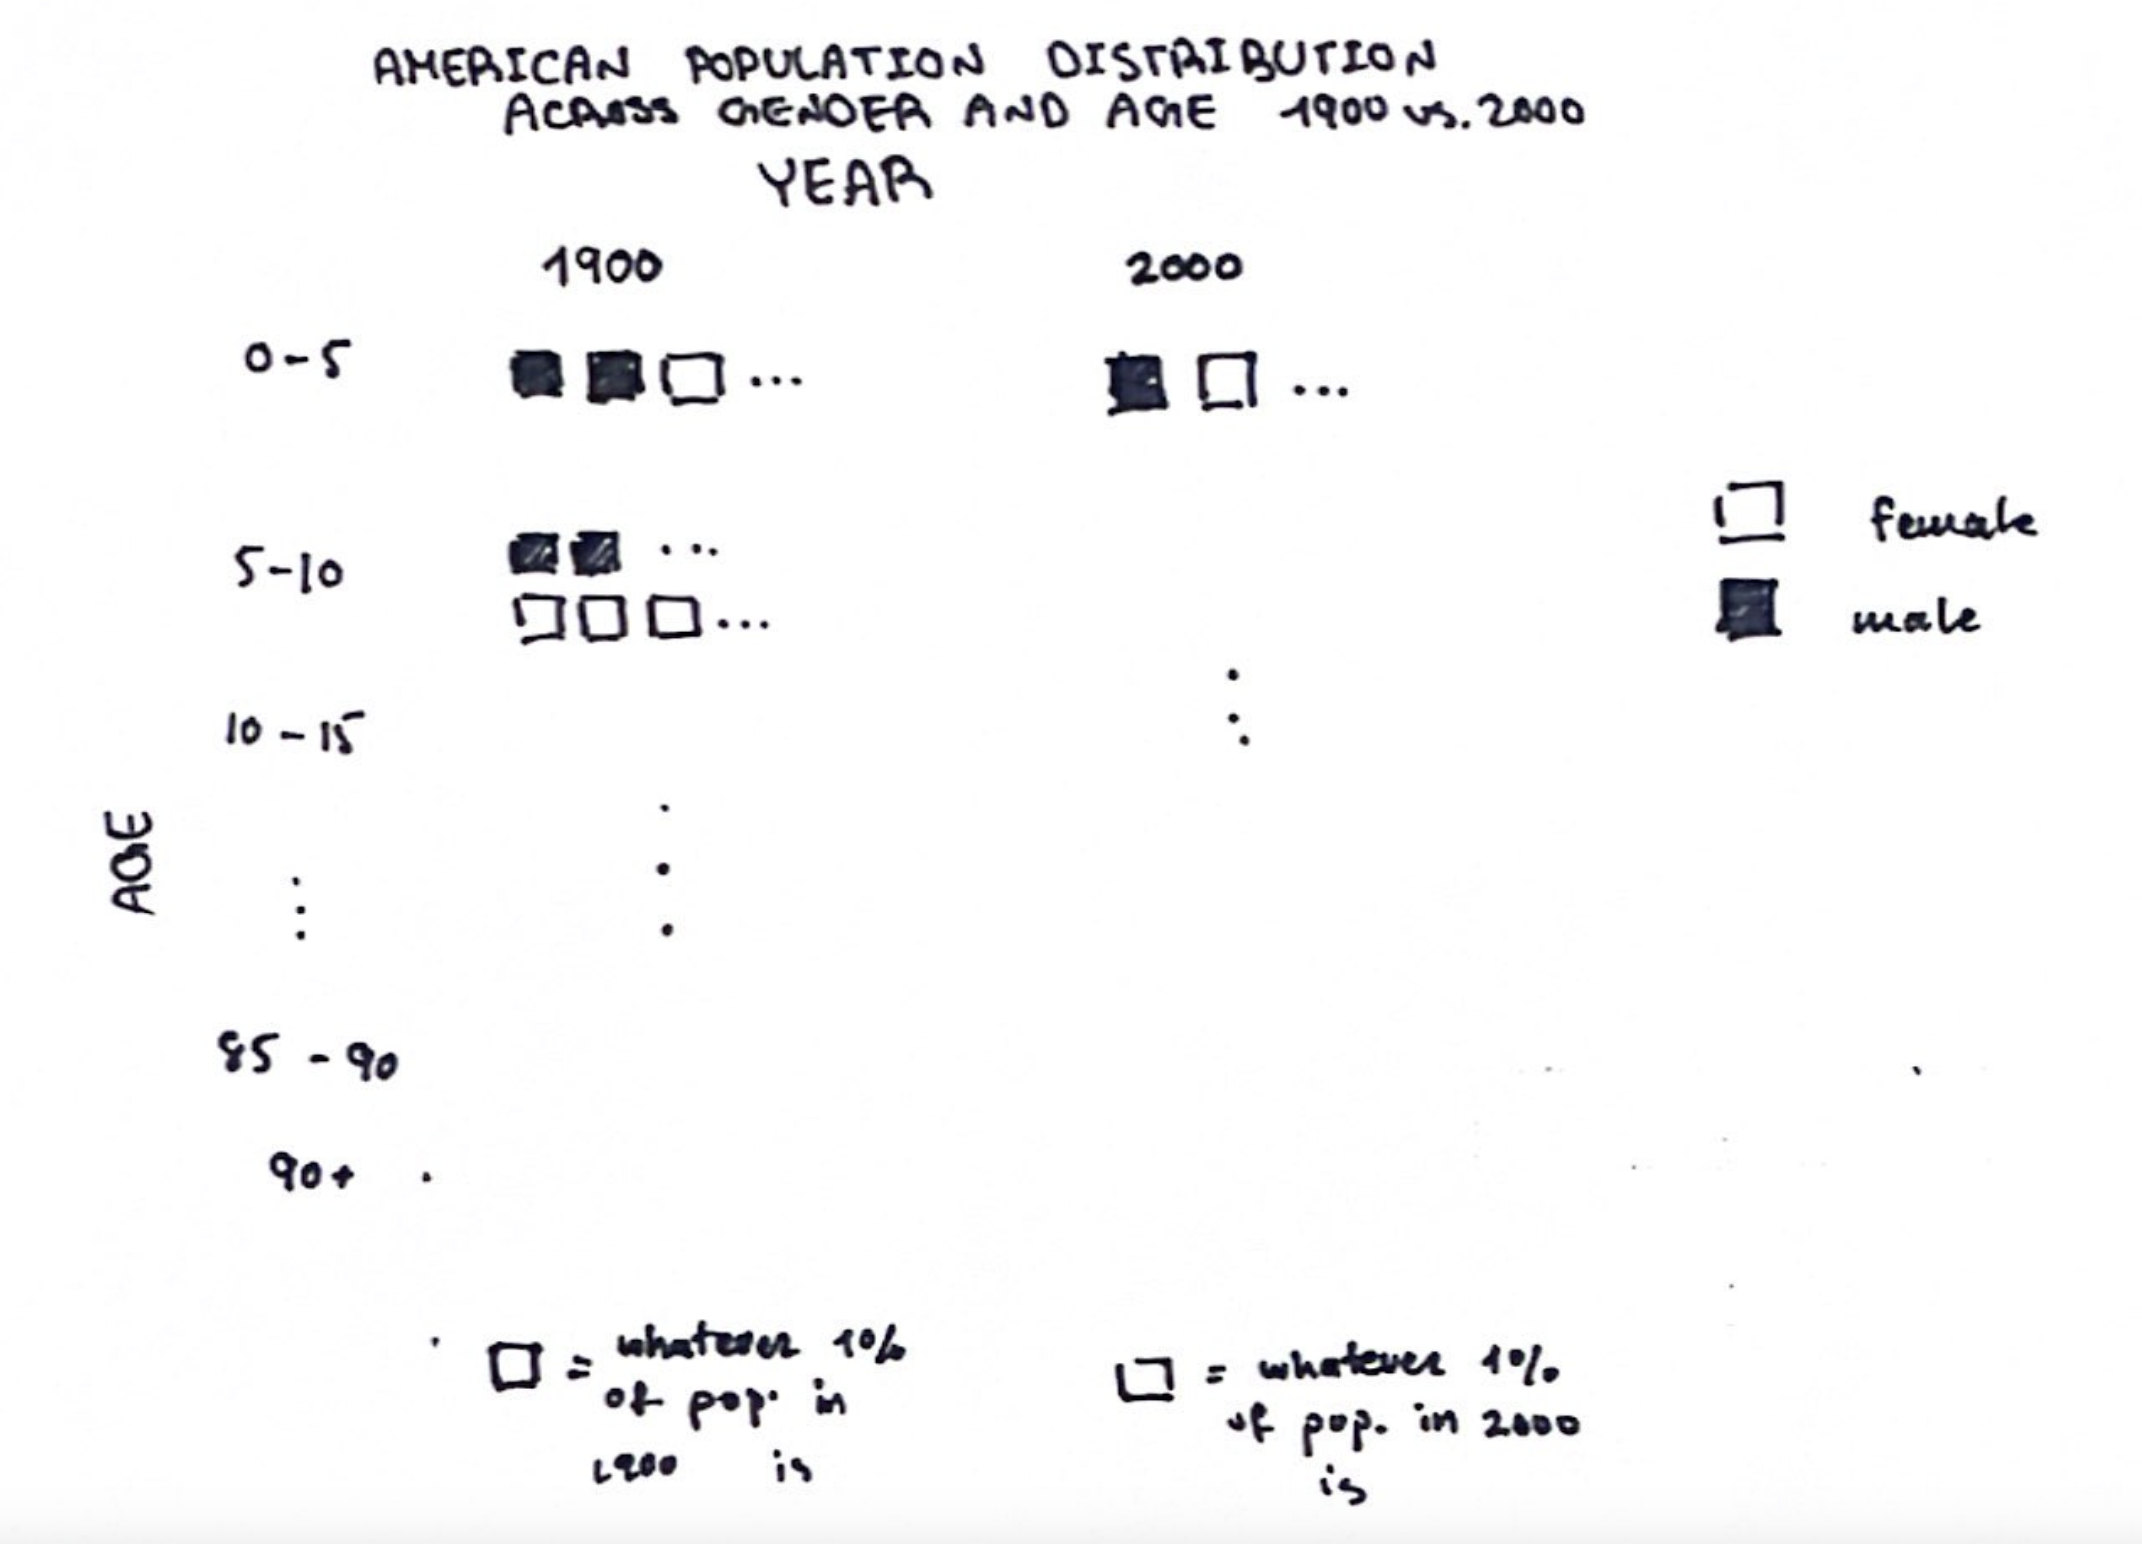 AMERICAN POPULATION DISTRIBUTION
ACROSS GENDER AND AGE 1900 vs. 2000
YEAR
1900 2000
0-5 ... ...
5-10 ...
...
female
male
10-15
AGE
85-90
90+
= whatever 1% = whatever 1%
of pop. in of pop. in 2000
1900 is is